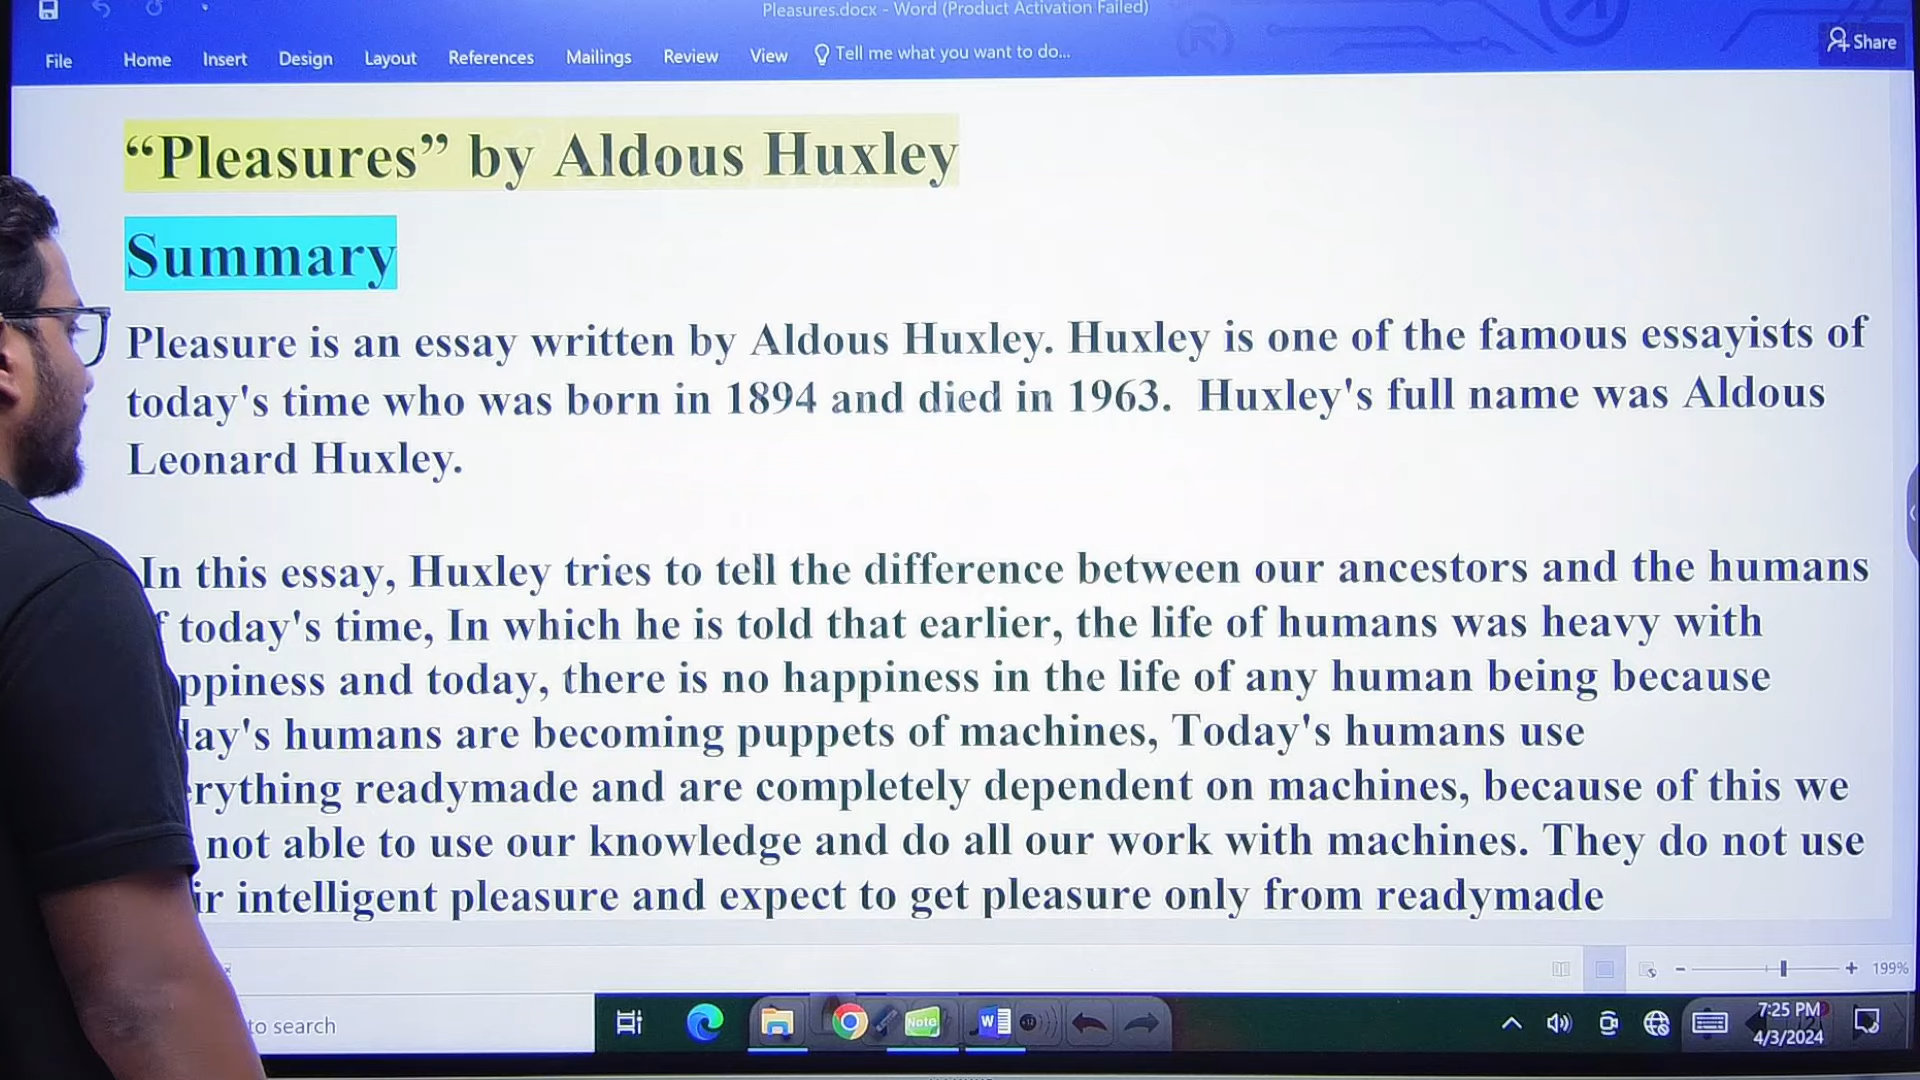 Pleasures.docx - Word (Product Activation Failed)
File Home Insert Design Layout References Mailings Review View Tell me what you want to do... Share
“Pleasures” by Aldous Huxley
Summary
Pleasure is an essay written by Aldous Huxley. Huxley is one of the famous essayists of
today's time who was born in 1894 and died in 1963. Huxley's full name was Aldous
Leonard Huxley.
In this essay, Huxley tries to tell the difference between our ancestors and the humans
today's time, In which he is told that earlier, the life of humans was heavy with
ppiness and today, there is no happiness in the life of any human being because
lay's humans are becoming puppets of machines, Today's humans use
rything readymade and are completely dependent on machines, because of this we
not able to use our knowledge and do all our work with machines. They do not use
ir intelligent pleasure and expect to get pleasure only from readymade
199%
to search
Note
7:25 PM
4/3/2024